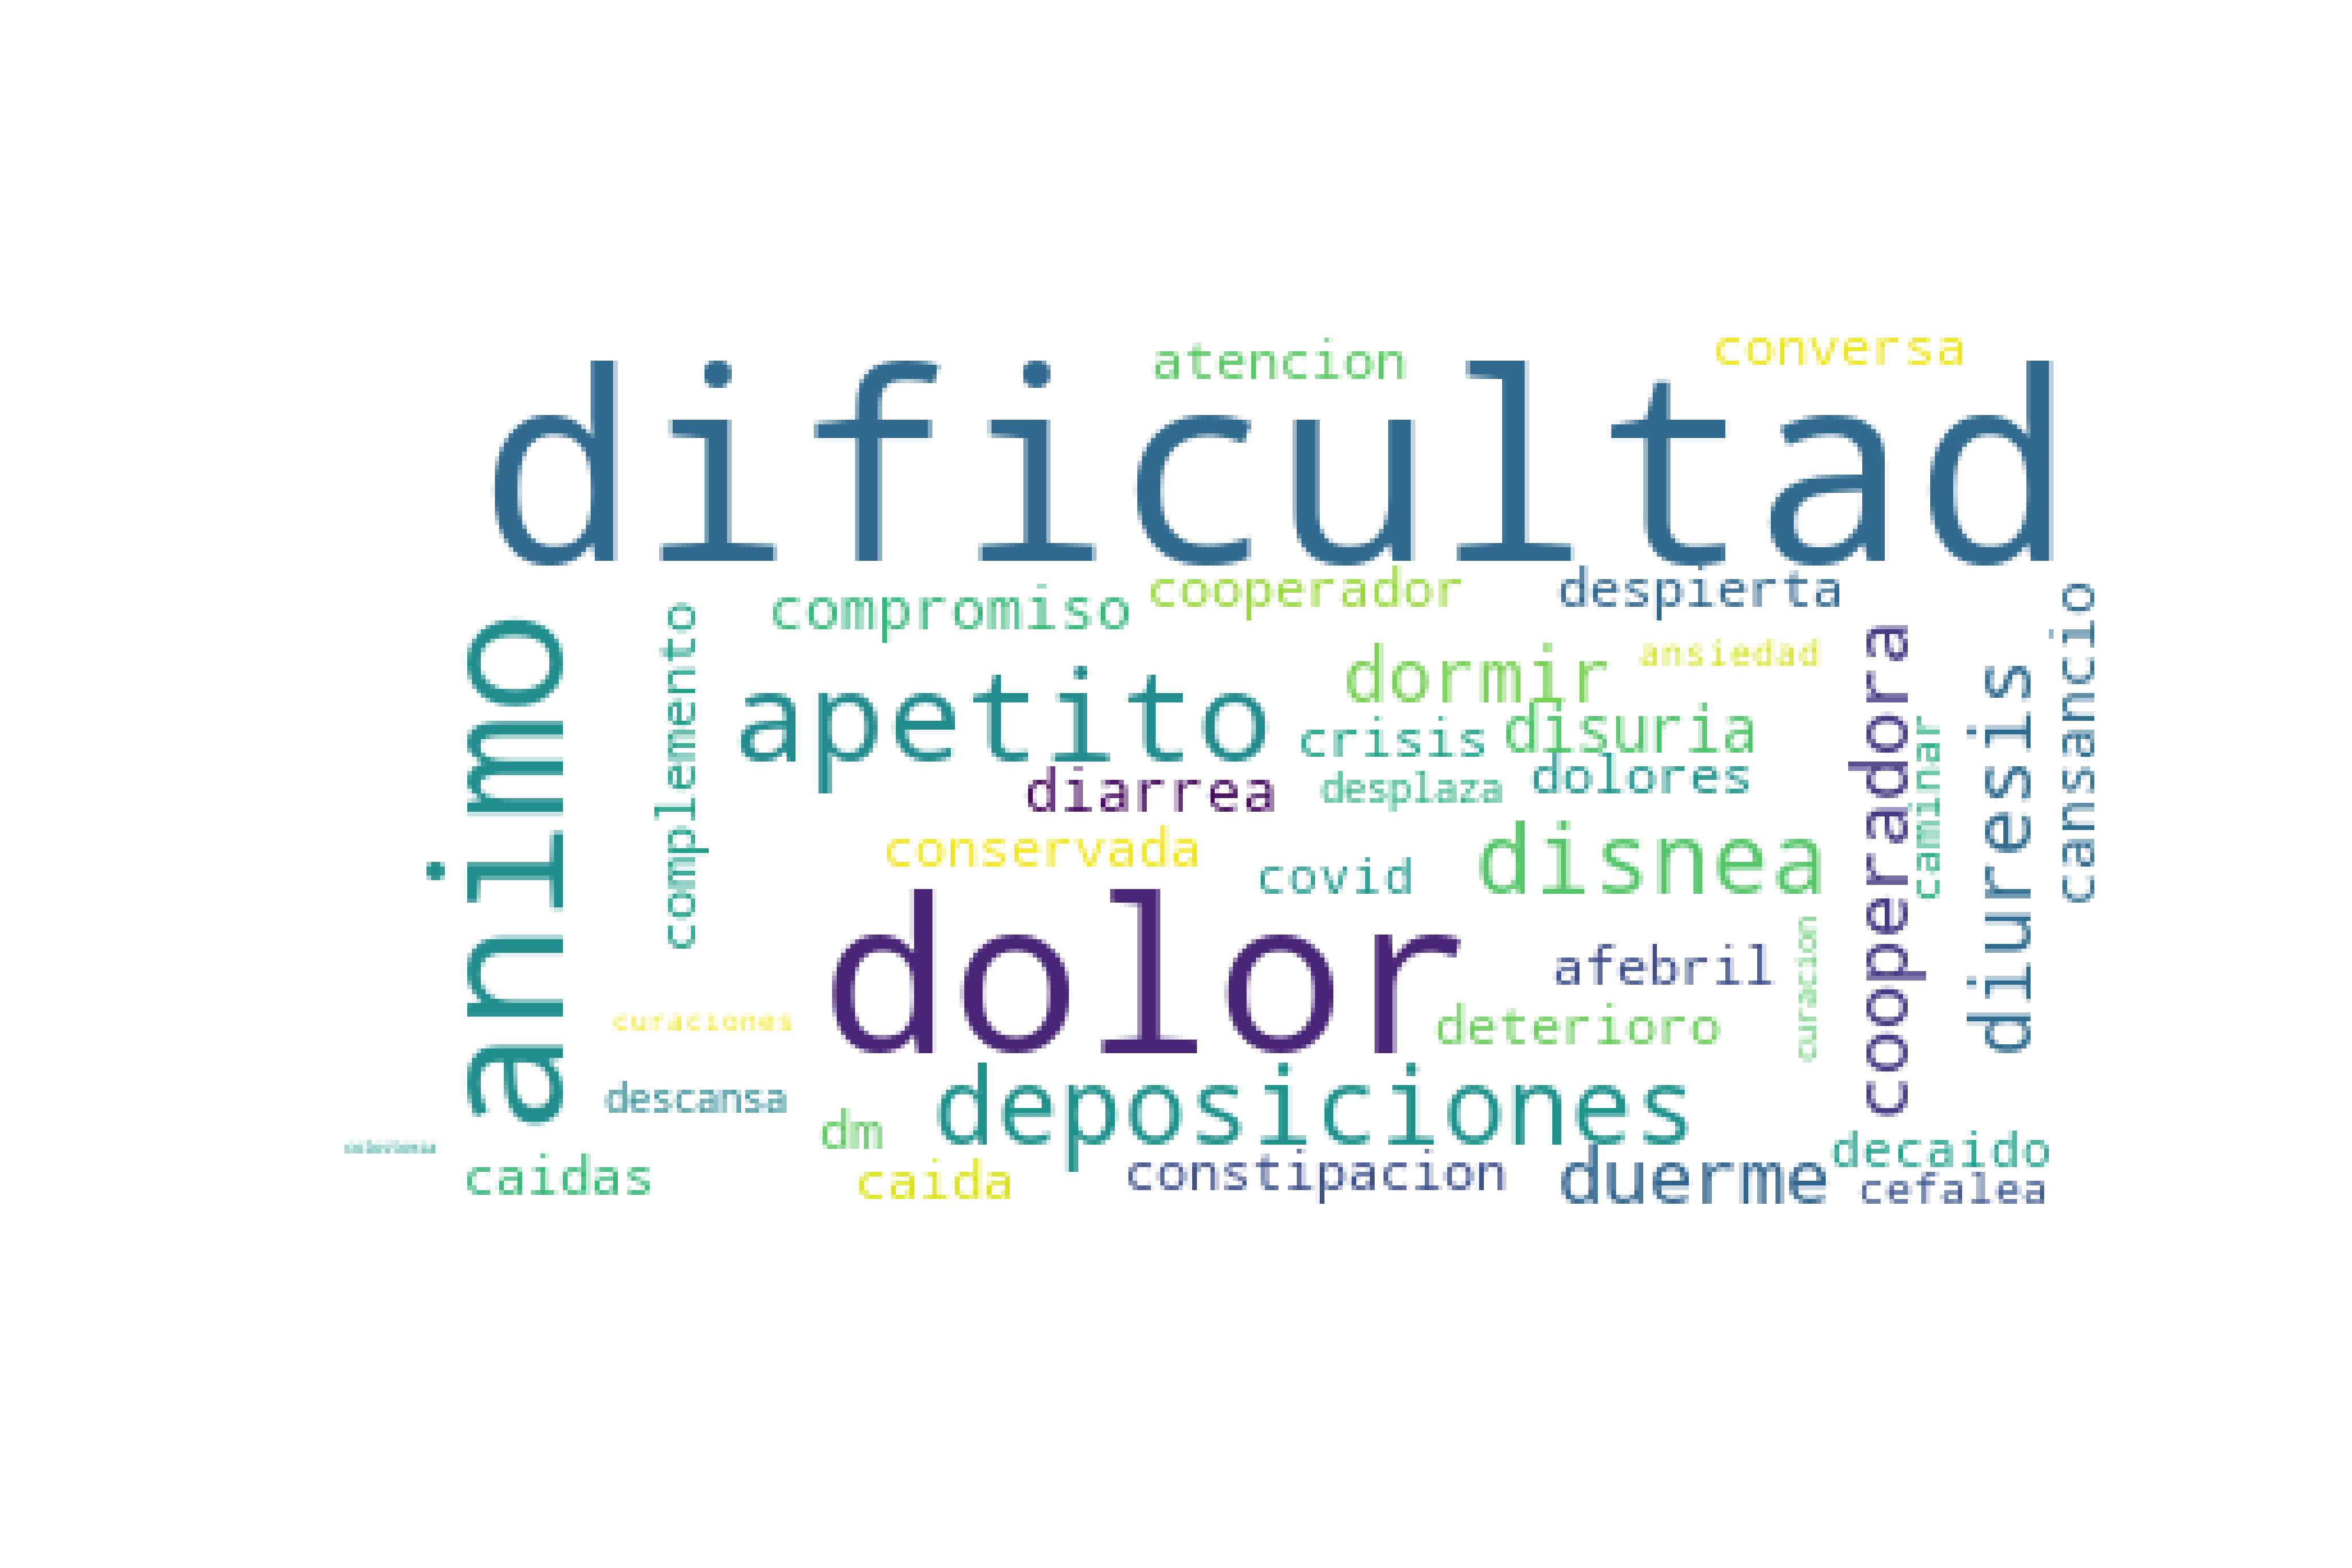 atencion
conversa
dificultad
compromiso
cooperador
despierta
cansancio
complemento
animo
apetito
dormir
ansiedad
cooperadora
diuresis
crisis
disuria
caminar
diarrea
desplaza
dolores
conservada
covid
disnea
dolor
afebril
curacion
curaciones
deterioro
descansa
dm
deposiciones
decaido
caidas
caida
constipacion
duerme
cefalea